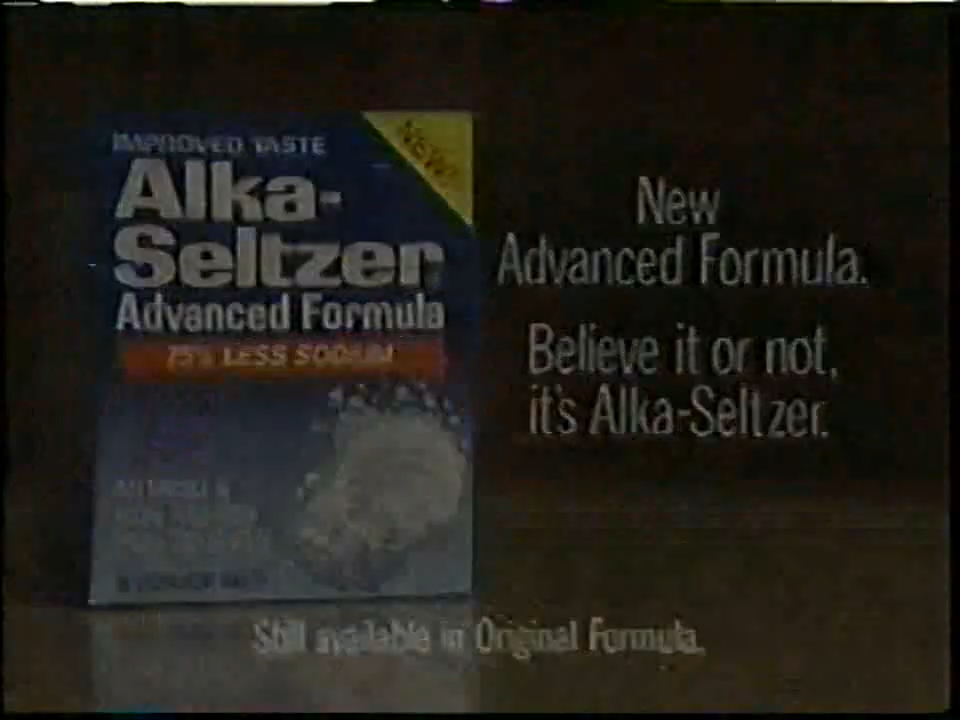 IMPROVED TASTE
NEW!
Alka-
Seltzer
Advanced Formula
75% LESS SODIUM
New
Advanced Formula.
Believe it or not,
it's Alka-Seltzer.
Still available in Original Formula.